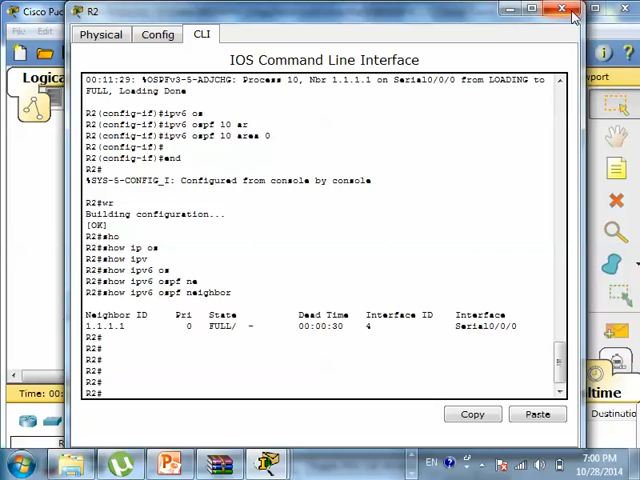 Cisco Pac
R2
File
Physical
Config
CLI
Logica
IOS Command Line Interface
00:11:29: %OSPFv3-5-ADJCHG: Process 10, Nbr 1.1.1.1 on Serial0/0/0 from LOADING to
FULL, Loading Done
R2(config-if)#ipv6 os
R2(config-if)#ipv6 ospf 10 ar
R2(config-if)#ipv6 ospf 10 area 0
R2(config-if)#
R2(config-if)#end
R2#
%SYS-5-CONFIG_I: Configured from console by console
R2#wr
Building configuration...
[OK]
R2#sho
R2#show ip os
R2#show ipv
R2#show ipv6 os
R2#show ipv6 ospf ne
R2#show ipv6 ospf neighbor
Neighbor ID Pri State Dead Time Interface ID Interface
1.1.1.1 0 FULL/ - 00:00:30 4 Serial0/0/0
R2#
R2#
R2#
R2#
R2#
R2#
Copy
Paste
Time: 00:
ltime
Destinatio
EN
7:00 PM
10/28/2014